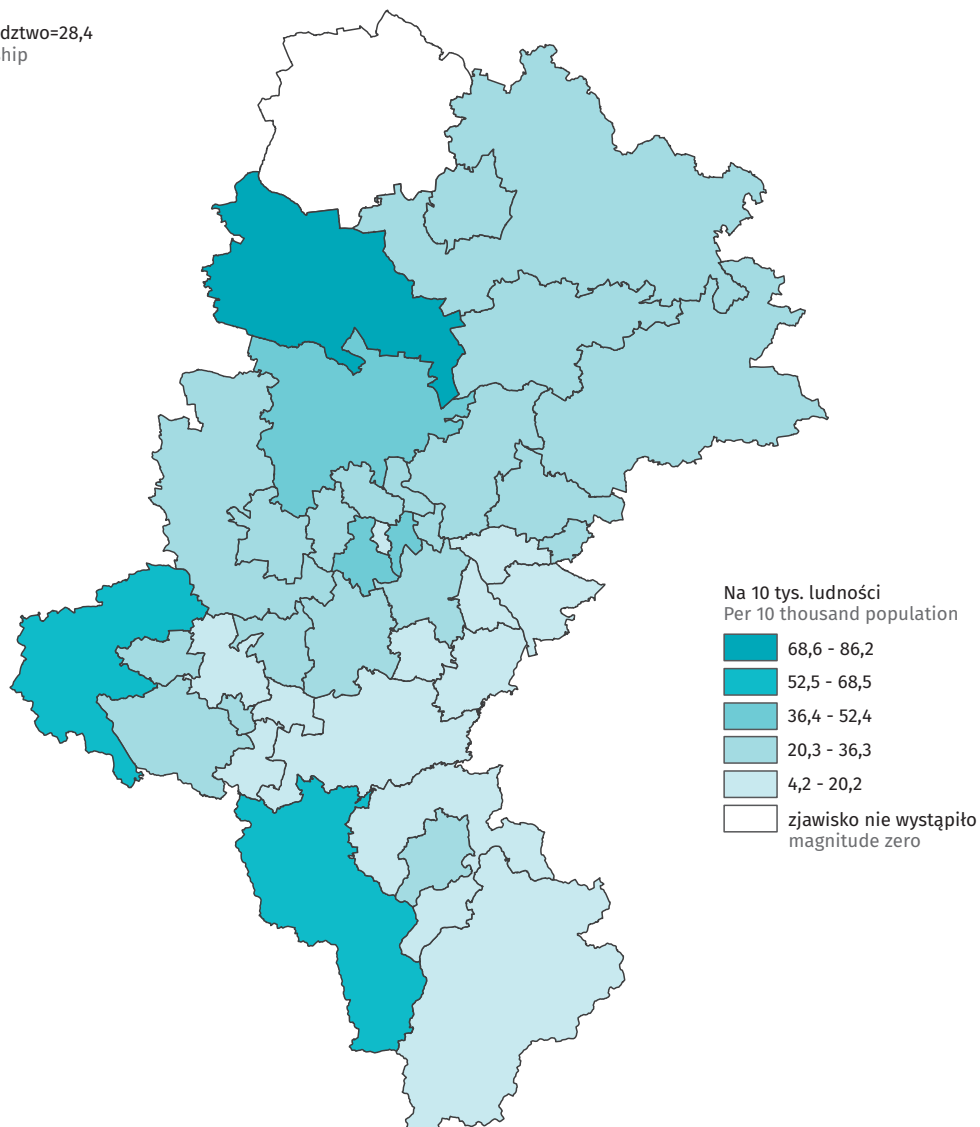 dztwo=28,4
hip
Na 10 tys. ludności
Per 10 thousand population
68,6 - 86,2
52,5 - 68,5
36,4 - 52,4
20,3 - 36,3
4,2 - 20,2
zjawisko nie wystąpiło
magnitude zero